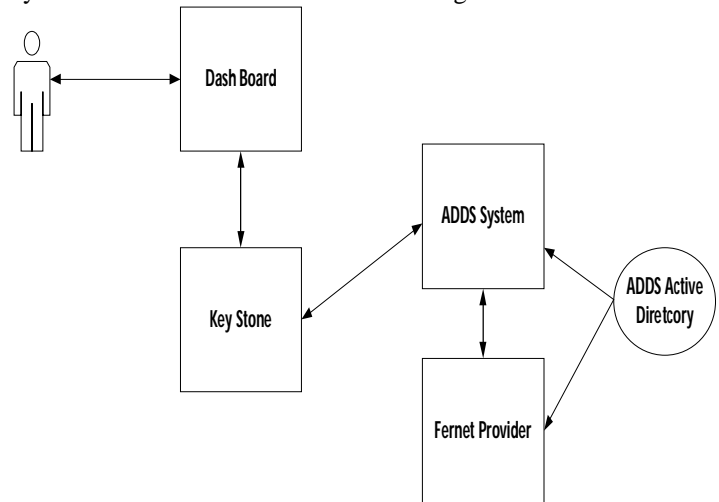 Dash Board
ADDS System
Key Stone
ADDS Active
Diretcory
Fernet Provider